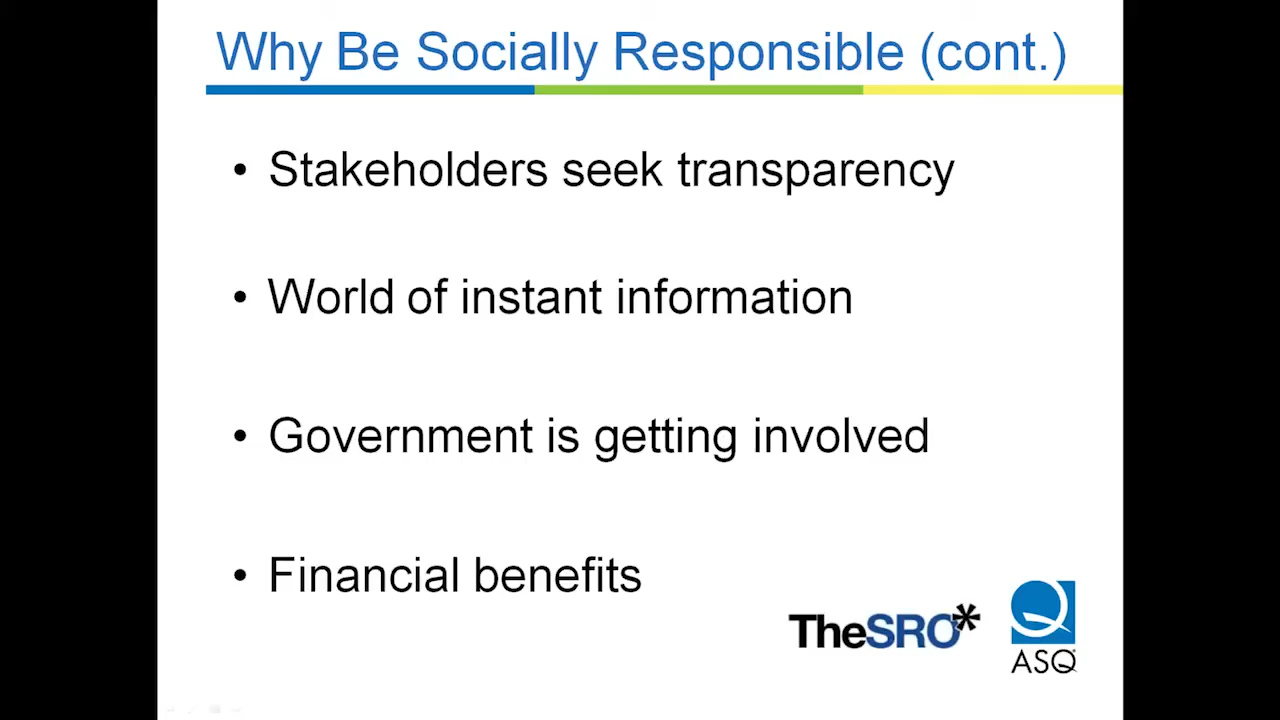 Why Be Socially Responsible (cont.)
• Stakeholders seek transparency
• World of instant information
• Government is getting involved
• Financial benefits
TheSRO*
ASQ